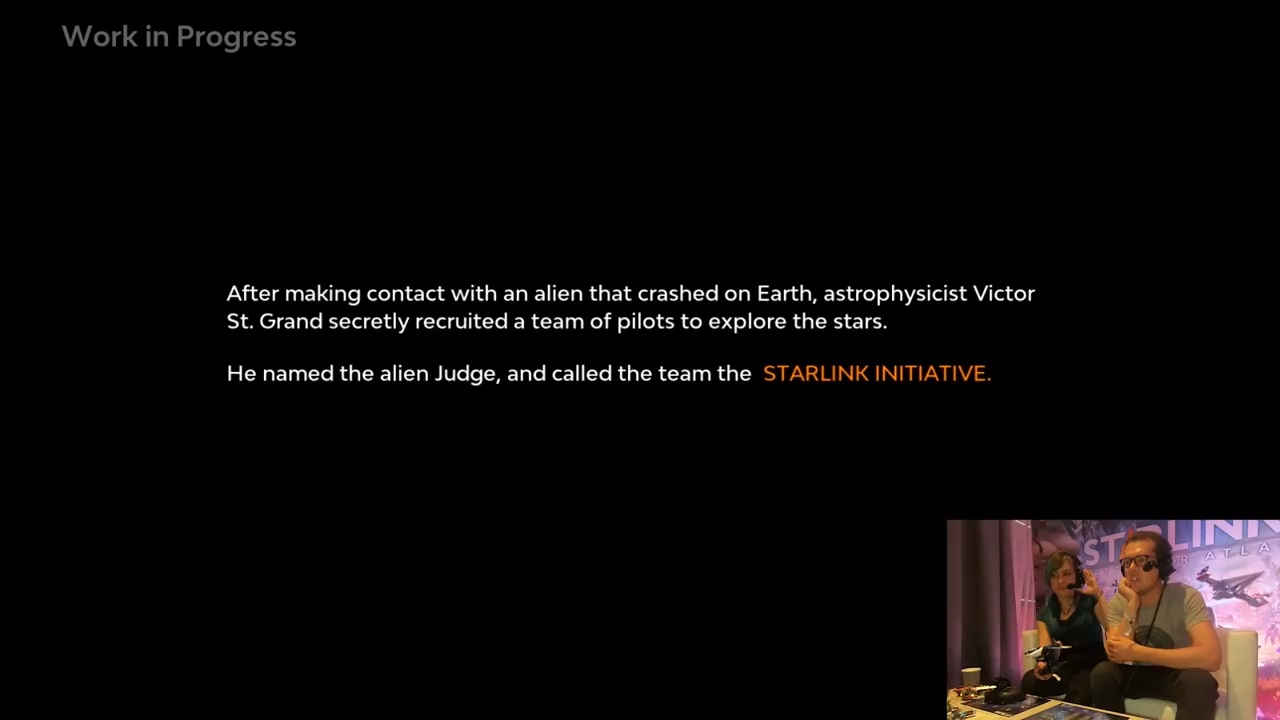 Work in Progress
After making contact with an alien that crashed on Earth, astrophysicist Victor
St. Grand secretly recruited a team of pilots to explore the stars.
He named the alien Judge, and called the team the STARLINK INITIATIVE.